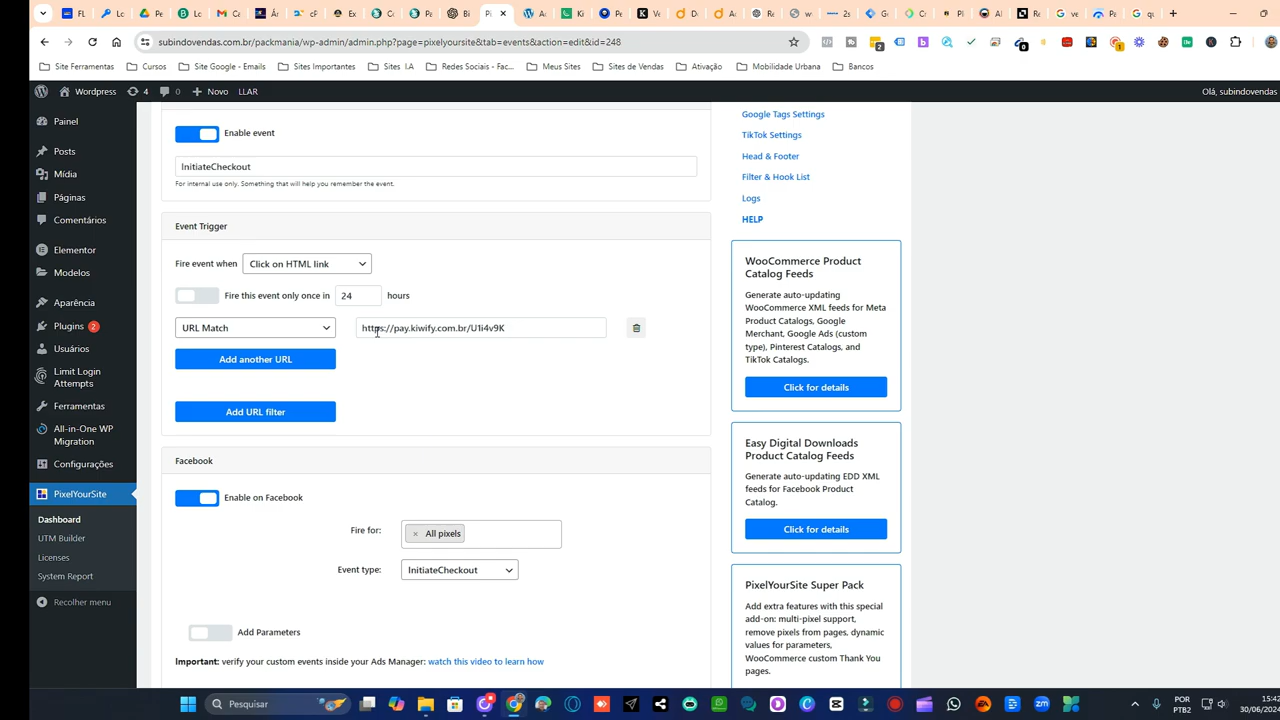 subindovendas.com.br/packmania/wp-admin/admin.php?page=pixelyoursite&tab=events&action=edit&id=248
Site Ferramentas
Cursos
Site Google - Emails
Sites Importantes
Sites I.A
Redes Sociais - Fac...
Meus Sites
Sites de Vendas
Ativação
Mobilidade Urbana
Bancos
Wordpress
4
0
Novo
LLAR
Olá, subindovendas
Painel
Posts
Mídia
Páginas
Comentários
Elementor
Modelos
Aparência
Plugins 2
Usuários
Limit Login
Attempts
Ferramentas
All-in-One WP
Migration
Configurações
PixelYourSite
Dashboard
UTM Builder
Licenses
System Report
Recolher menu
Enable event
InitiateCheckout
For internal use only. Something that will help you remember the event.
Event Trigger
Fire event when Click on HTML link
Fire this event only once in 24 hours
URL Match
https://pay.kiwify.com.br/U1i4v9K
Add another URL
Add URL filter
Facebook
Enable on Facebook
Fire for: × All pixels
Event type: InitiateCheckout
Add Parameters
Important: verify your custom events inside your Ads Manager: watch this video to learn how
Google Tags Settings
TikTok Settings
Head & Footer
Filter & Hook List
Logs
HELP
WooCommerce Product
Catalog Feeds
Generate auto-updating
WooCommerce XML feeds for Meta
Product Catalogs, Google
Merchant, Google Ads (custom
type), Pinterest Catalogs, and
TikTok Catalogs.
Click for details
Easy Digital Downloads
Product Catalog Feeds
Generate auto-updating EDD XML
feeds for Facebook Product
Catalog.
Click for details
PixelYourSite Super Pack
Add extra features with this special
add-on: multi-pixel support,
remove pixels from pages, dynamic
values for parameters,
WooCommerce custom Thank You
pages.
Pesquisar
POR
PTB2
15:42
30/06/202